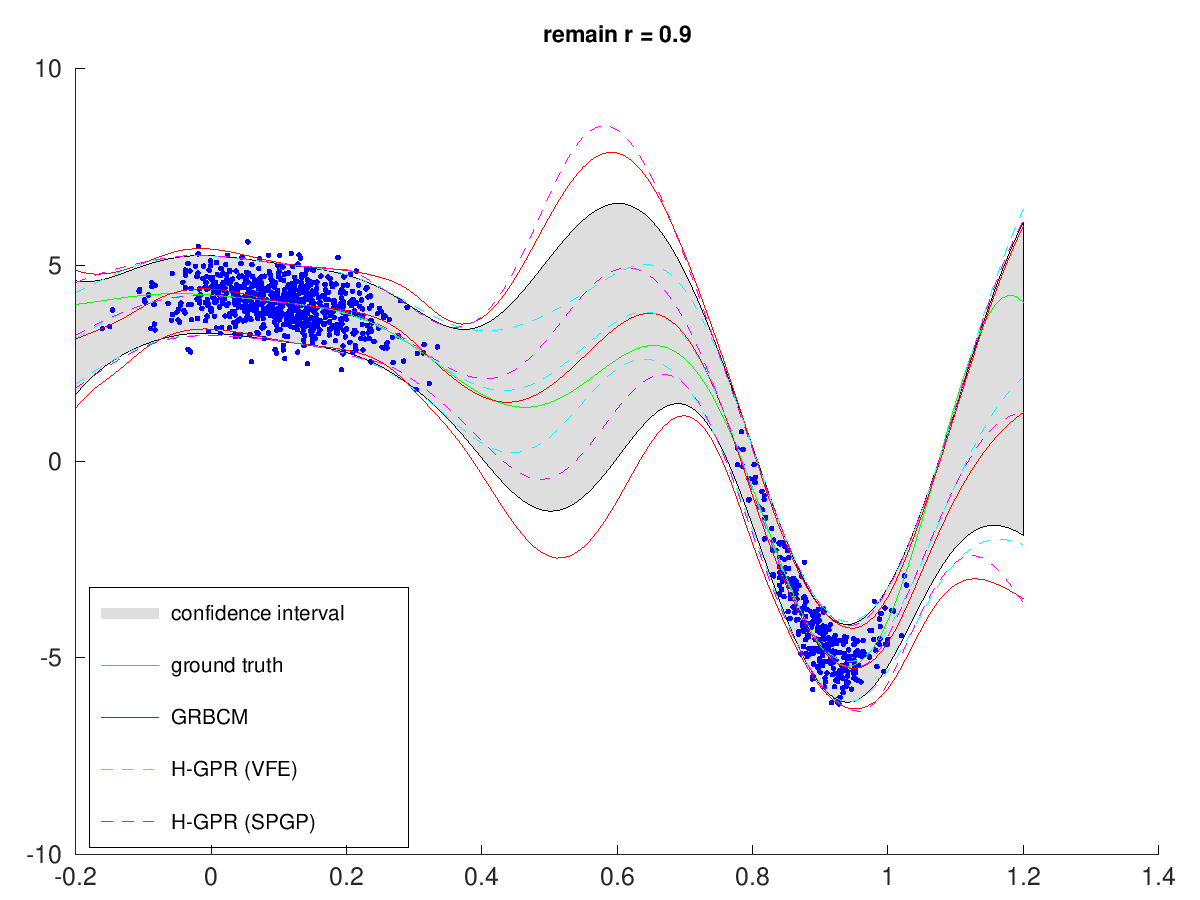 remain r = 0.9
10
5
0
-5
-10
confidence interval
ground truth
GRBCM
H-GPR (VFE)
H-GPR (SPGP)
-0.2 0 0.2 0.4 0.6 0.8 1 1.2 1.4